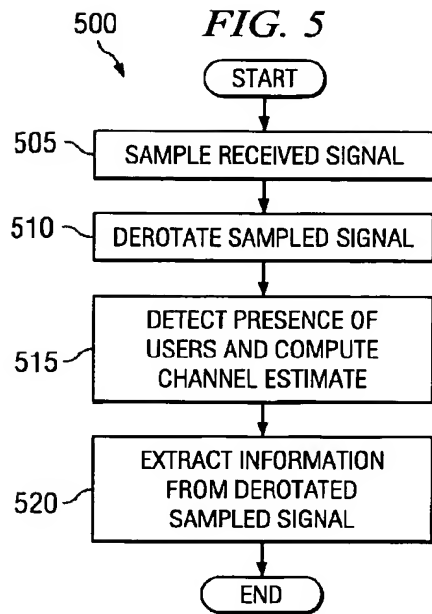 500
FIG. 5
START
505
SAMPLE RECEIVED SIGNAL
510
DEROTATE SAMPLED SIGNAL
515
DETECT PRESENCE OF
USERS AND COMPUTE
CHANNEL ESTIMATE
520
EXTRACT INFORMATION
FROM DEROTATED
SAMPLED SIGNAL
END